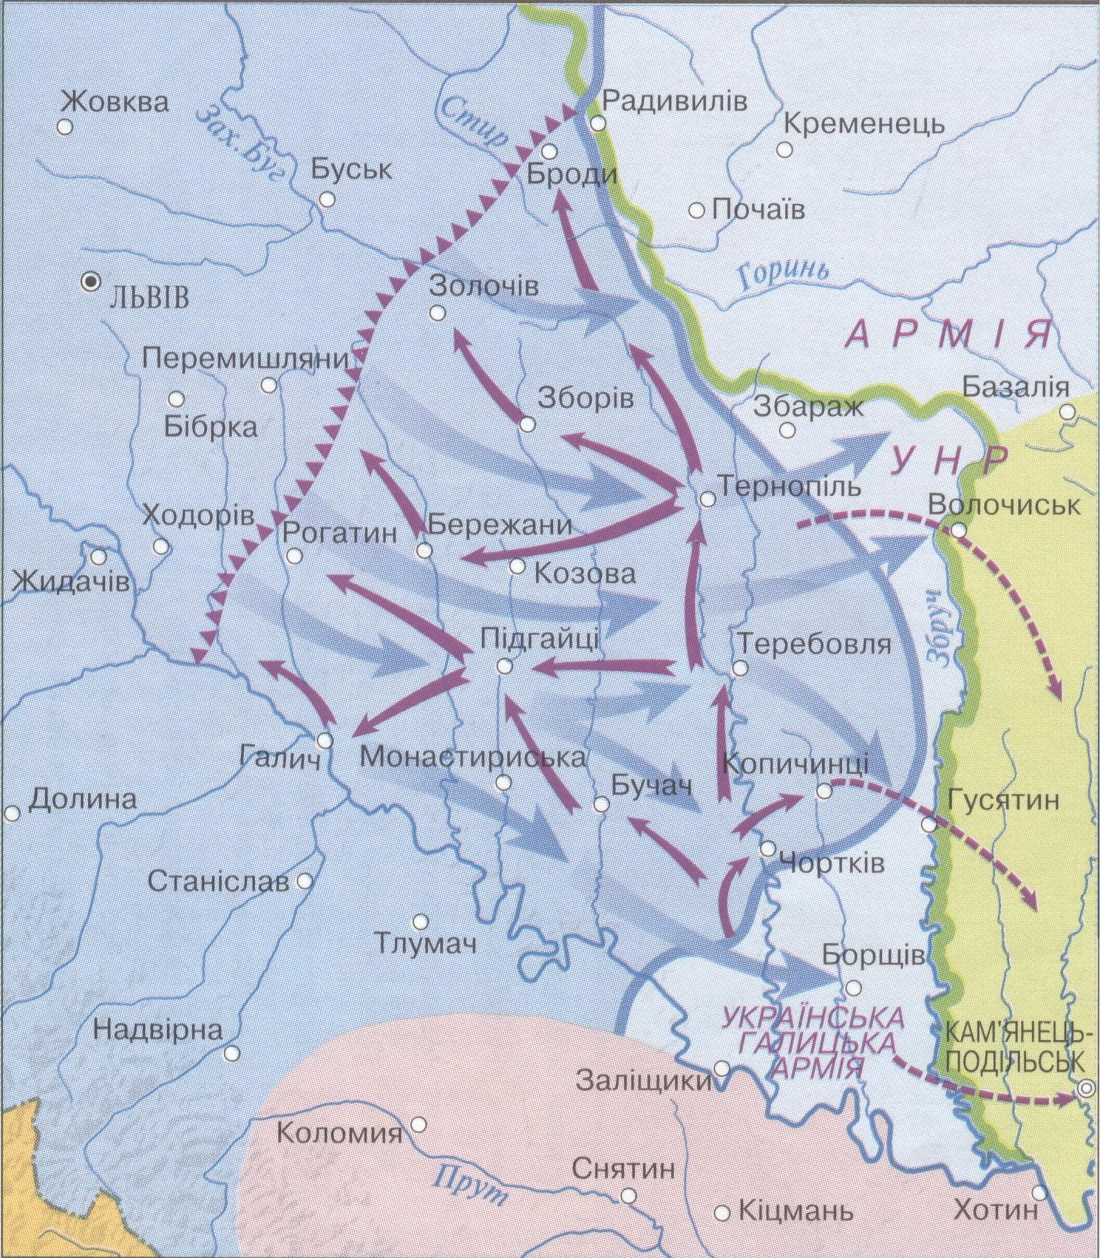 Жовква
Зах. Буг
Стир
Радивилів
Кременець
Броди
Буськ
Почаїв
ЛЬВІВ
Золочів
Горинь
АРМІЯ
Перемишляни
Бібрка
Зборів
Збараж
Базалія
УНР
Тернопіль
Волочиськ
Ходорів
Рогатин
Бережани
Козова
Жидачів
Збруч
Підгайці
Теребовля
Галич
Монастириська
Бучач
Копичинці
Гусятин
Долина
Чортків
Станіслав
Тлумач
Борщів
Надвірна
УКРАЇНСЬКА
ГАЛИЦЬКА
АРМІЯ
КАМ'ЯНЕЦЬ-
ПОДІЛЬСЬК
Заліщики
Коломия
Прут
Снятин
Кіцмань
Хотин